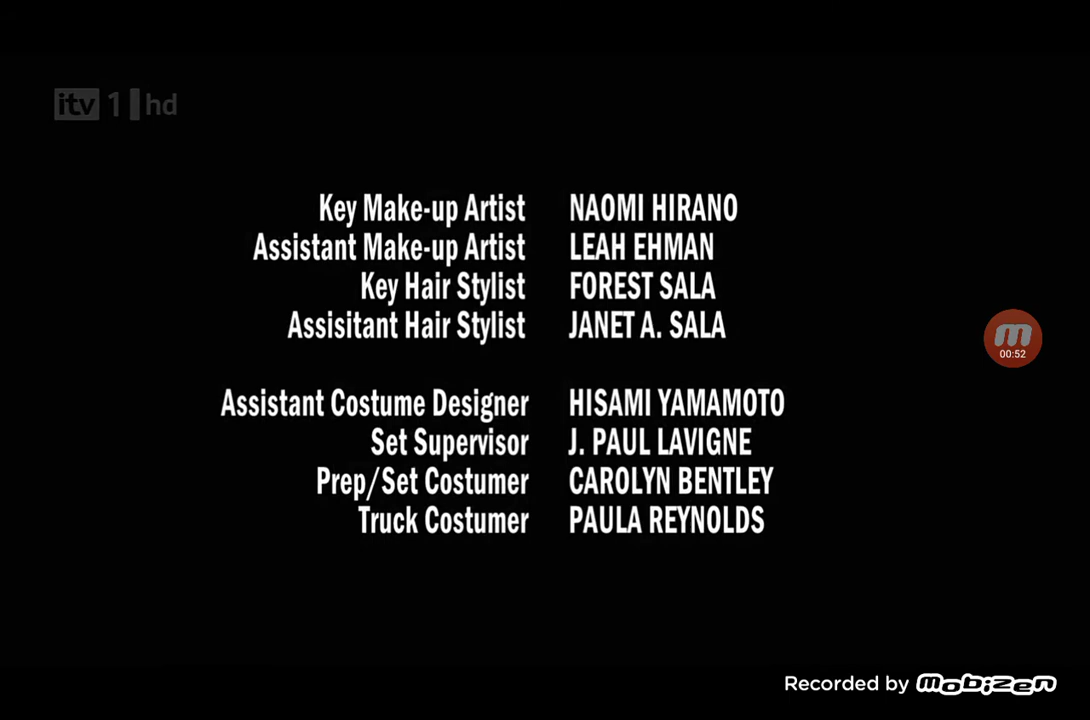 itv 1 hd
Key Make-up Artist NAOMI HIRANO
Assistant Make-up Artist LEAH EHMAN
Key Hair Stylist FOREST SALA
Assisitant Hair Stylist JANET A. SALA
m
00:52
Assistant Costume Designer HISAMI YAMAMOTO
Set Supervisor J. PAUL LAVIGNE
Prep/Set Costumer CAROLYN BENTLEY
Truck Costumer PAULA REYNOLDS
Recorded by mobizen